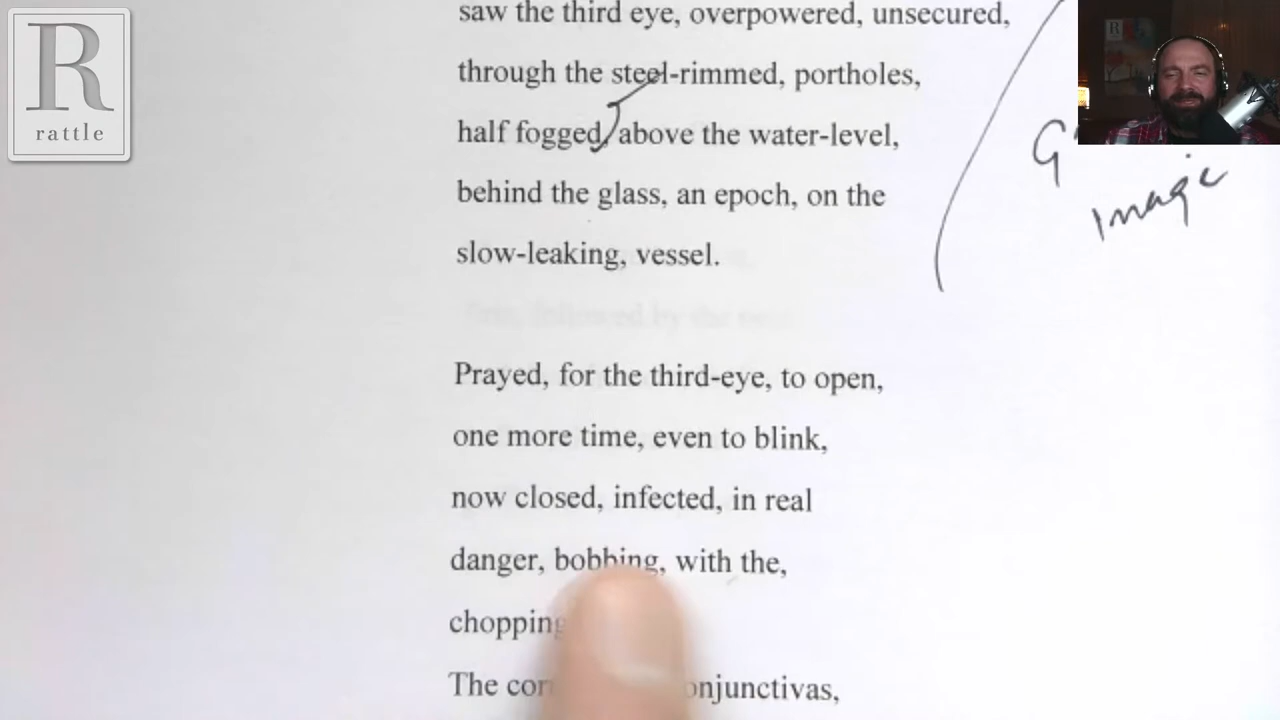 R
rattle
saw the third eye, overpowered, unsecured,
through the steel-rimmed, portholes,
half fogged, above the water-level,
behind the glass, an epoch, on the
slow-leaking, vessel.
Prayed, for the third-eye, to open,
one more time, even to blink,
now closed, infected, in real
danger, bobbing, with the,
chopping
The
Image